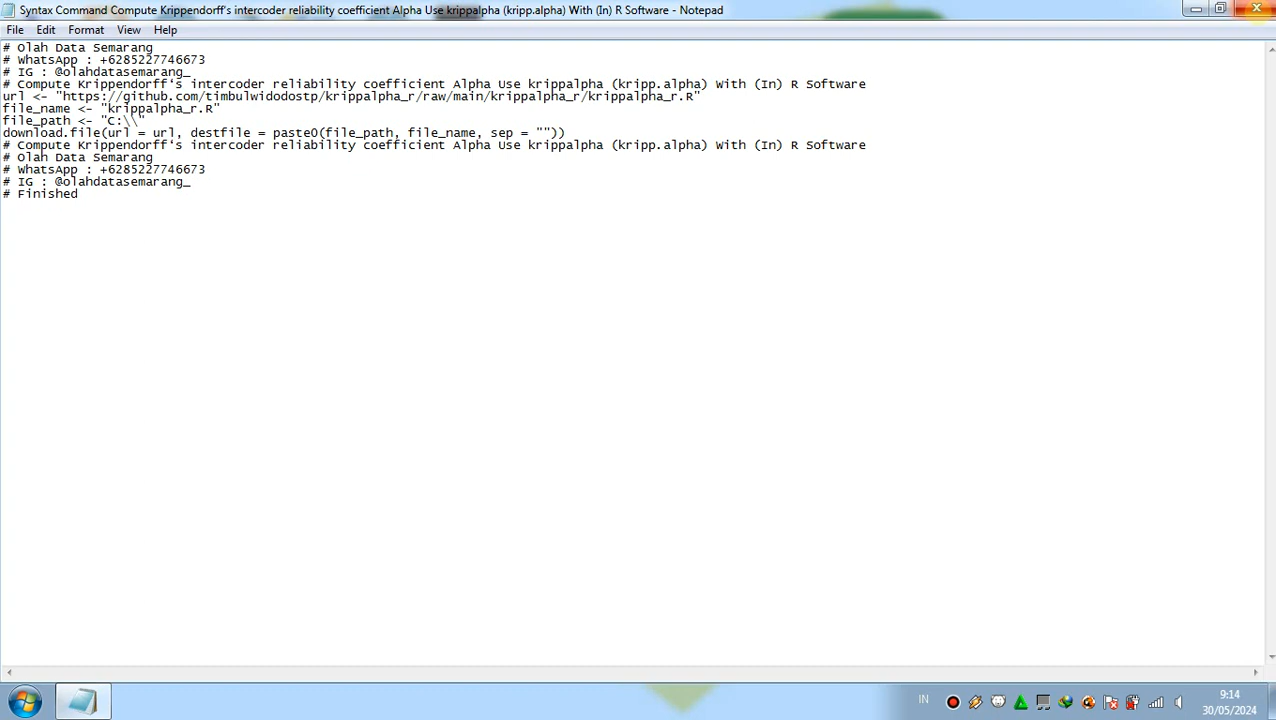 Syntax Command Compute Krippendorff's intercoder reliability coefficient Alpha Use krippalpha (kripp.alpha) With (In) R Software - Notepad
File Edit Format View Help
# Olah Data Semarang
# WhatsApp : +6285227746673
# IG : @olahdatasemarang_
# Compute Krippendorff's intercoder reliability coefficient Alpha Use krippalpha (kripp.alpha) With (In) R Software
url <- "https://github.com/timbulwidodostp/krippalpha_r/raw/main/krippalpha_r/krippalpha_r.R"
file_name <- "krippalpha_r.R"
file_path <- "C:\\"
download.file(url = url, destfile = paste0(file_path, file_name, sep = ""))
# Compute Krippendorff's intercoder reliability coefficient Alpha Use krippalpha (kripp.alpha) With (In) R Software
# Olah Data Semarang
# WhatsApp : +6285227746673
# IG : @olahdatasemarang_
# Finished
IN
9:14
30/05/2024